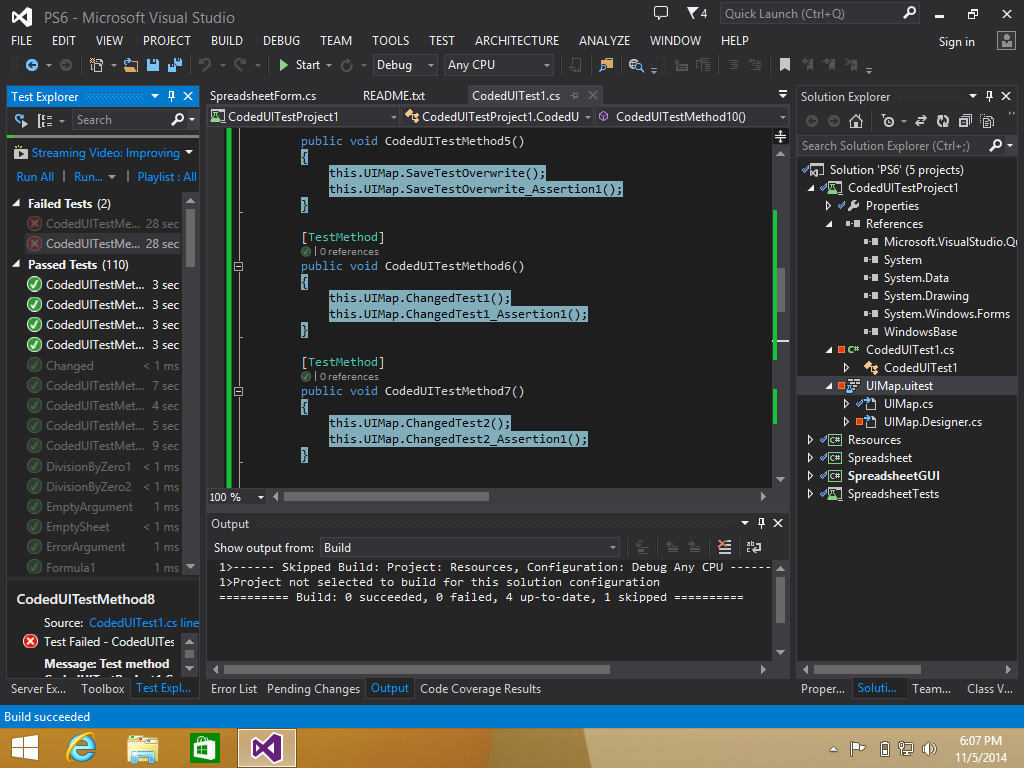 PS6 - Microsoft Visual Studio
4
Quick Launch (Ctrl+Q)
FILE EDIT VIEW PROJECT BUILD DEBUG TEAM TOOLS TEST ARCHITECTURE ANALYZE WINDOW HELP
Sign in
Start Debug Any CPU
Test Explorer
Search
Streaming Video: Improving
Run All | Run... | Playlist : All
Failed Tests (2)
CodedUITestMe... 28 sec
CodedUITestMe... 28 sec
Passed Tests (110)
CodedUITestMet... 3 sec
CodedUITestMet... 3 sec
CodedUITestMet... 3 sec
CodedUITestMet... 3 sec
Changed < 1 ms
CodedUITestMet... 7 sec
CodedUITestMet... 4 sec
CodedUITestMet... 5 sec
CodedUITestMet... 9 sec
DivisionByZero1 < 1 ms
DivisionByZero2 < 1 ms
EmptyArgument 1 ms
EmptySheet < 1 ms
ErrorArgument 1 ms
Formula1 < 1 ms
CodedUITestMethod8
Source: CodedUITest1.cs line
Test Failed - CodedUITes
Message: Test method
Server Ex... Toolbox Test Expl...
SpreadsheetForm.cs README.txt CodedUITest1.cs
CodedUITestProject1 CodedUITestProject1.CodedU CodedUITestMethod10()
public void CodedUITestMethod5()
{
this.UIMap.SaveTestOverwrite();
this.UIMap.SaveTestOverwrite_Assertion1();
}
[TestMethod]
| 0 references
public void CodedUITestMethod6()
{
this.UIMap.ChangedTest1();
this.UIMap.ChangedTest1_Assertion1();
}
[TestMethod]
| 0 references
public void CodedUITestMethod7()
{
this.UIMap.ChangedTest2();
this.UIMap.ChangedTest2_Assertion1();
}
100 %
Output
Show output from: Build
1>------ Skipped Build: Project: Resources, Configuration: Debug Any CPU ------
1>Project not selected to build for this solution configuration
========== Build: 0 succeeded, 0 failed, 4 up-to-date, 1 skipped ==========
Error List Pending Changes Output Code Coverage Results
Solution Explorer
Search Solution Explorer (Ctrl+;)
Solution 'PS6' (5 projects)
CodedUITestProject1
Properties
References
Microsoft.VisualStudio.Qu
System
System.Data
System.Drawing
System.Windows.Forms
WindowsBase
C# CodedUITest1.cs
CodedUITest1
UIMap.uitest
UIMap.cs
UIMap.Designer.cs
C# Resources
C# Spreadsheet
C# SpreadsheetGUI
SpreadsheetTests
Proper... Soluti... Team... Class V...
Build succeeded
6:07 PM
11/5/2014